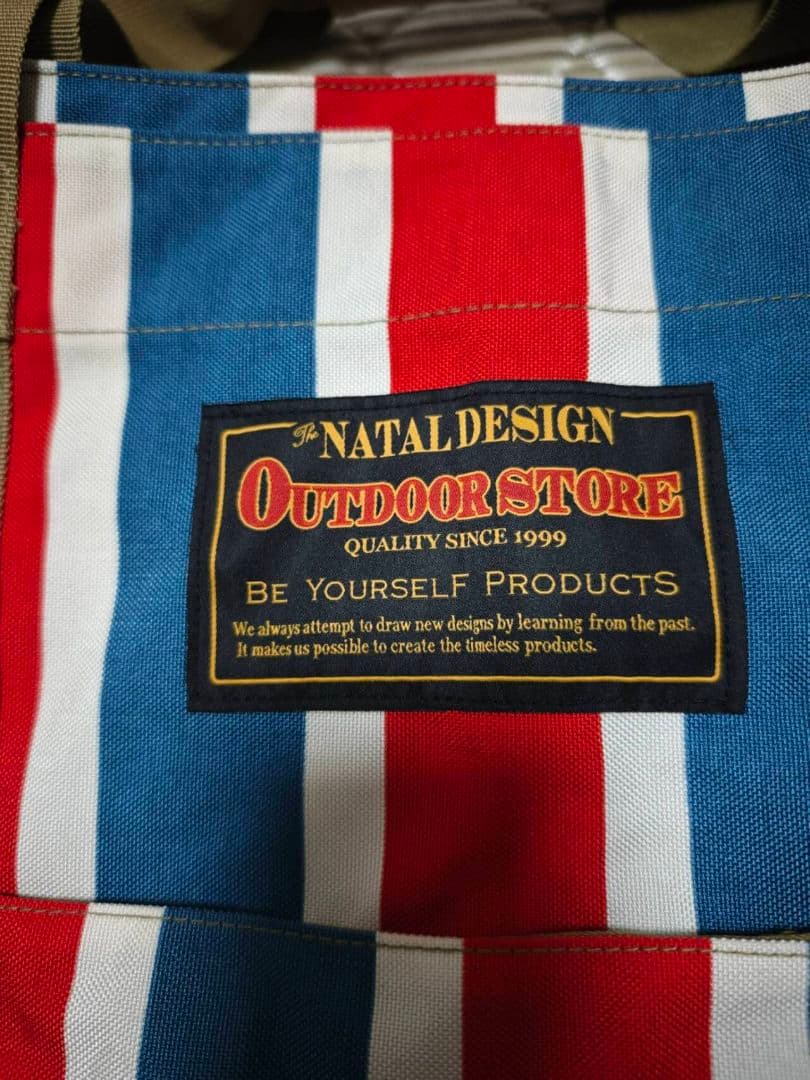 The NATAL DESIGN
OUTDOOR STORE
QUALITY SINCE 1999
BE YOURSELF PRODUCTS
We always attempt to draw new designs by learning from the past.
It makes us possible to create the timeless products.